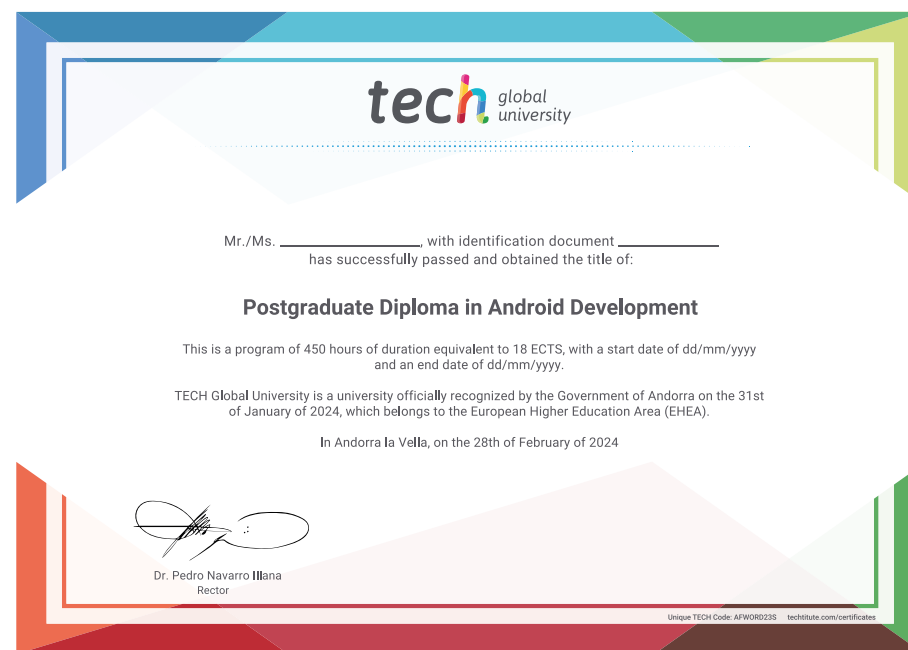 tech global
university
Mr./Ms. ____________, with identification document ____________
has successfully passed and obtained the title of:
Postgraduate Diploma in Android Development
This is a program of 450 hours of duration equivalent to 18 ECTS, with a start date of dd/mm/yyyy
and an end date of dd/mm/yyyy.
TECH Global University is a university officially recognized by the Government of Andorra on the 31st
of January of 2024, which belongs to the European Higher Education Area (EHEA).
In Andorra la Vella, on the 28th of February of 2024
Dr. Pedro Navarro Illana
Rector
Unique TECH Code: AFWORD23S techtitute.com/certificates